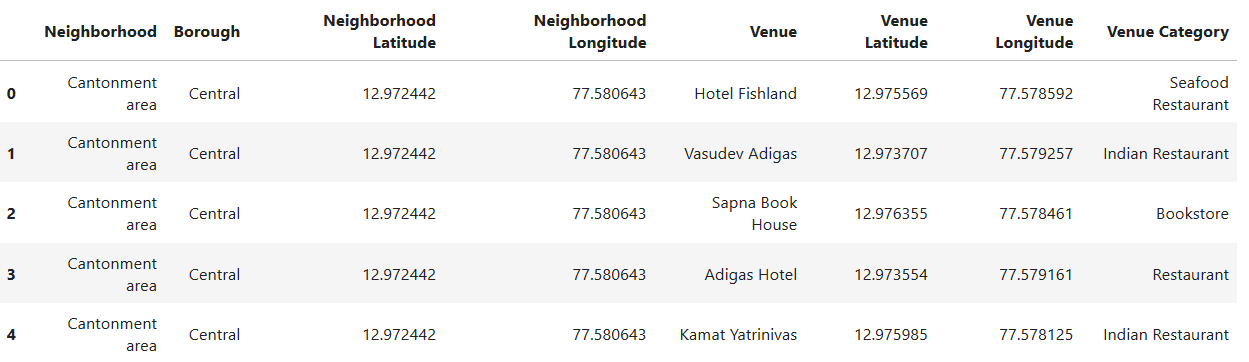 Neighborhood Borough Neighborhood Latitude Neighborhood Longitude Venue Venue Latitude Venue Longitude Venue Category
0 Cantonment area Central 12.972442 77.580643 Hotel Fishland 12.975569 77.578592 Seafood Restaurant
1 Cantonment area Central 12.972442 77.580643 Vasudev Adigas 12.973707 77.579257 Indian Restaurant
2 Cantonment area Central 12.972442 77.580643 Sapna Book House 12.976355 77.578461 Bookstore
3 Cantonment area Central 12.972442 77.580643 Adigas Hotel 12.973554 77.579161 Restaurant
4 Cantonment area Central 12.972442 77.580643 Kamat Yatrinivas 12.975985 77.578125 Indian Restaurant